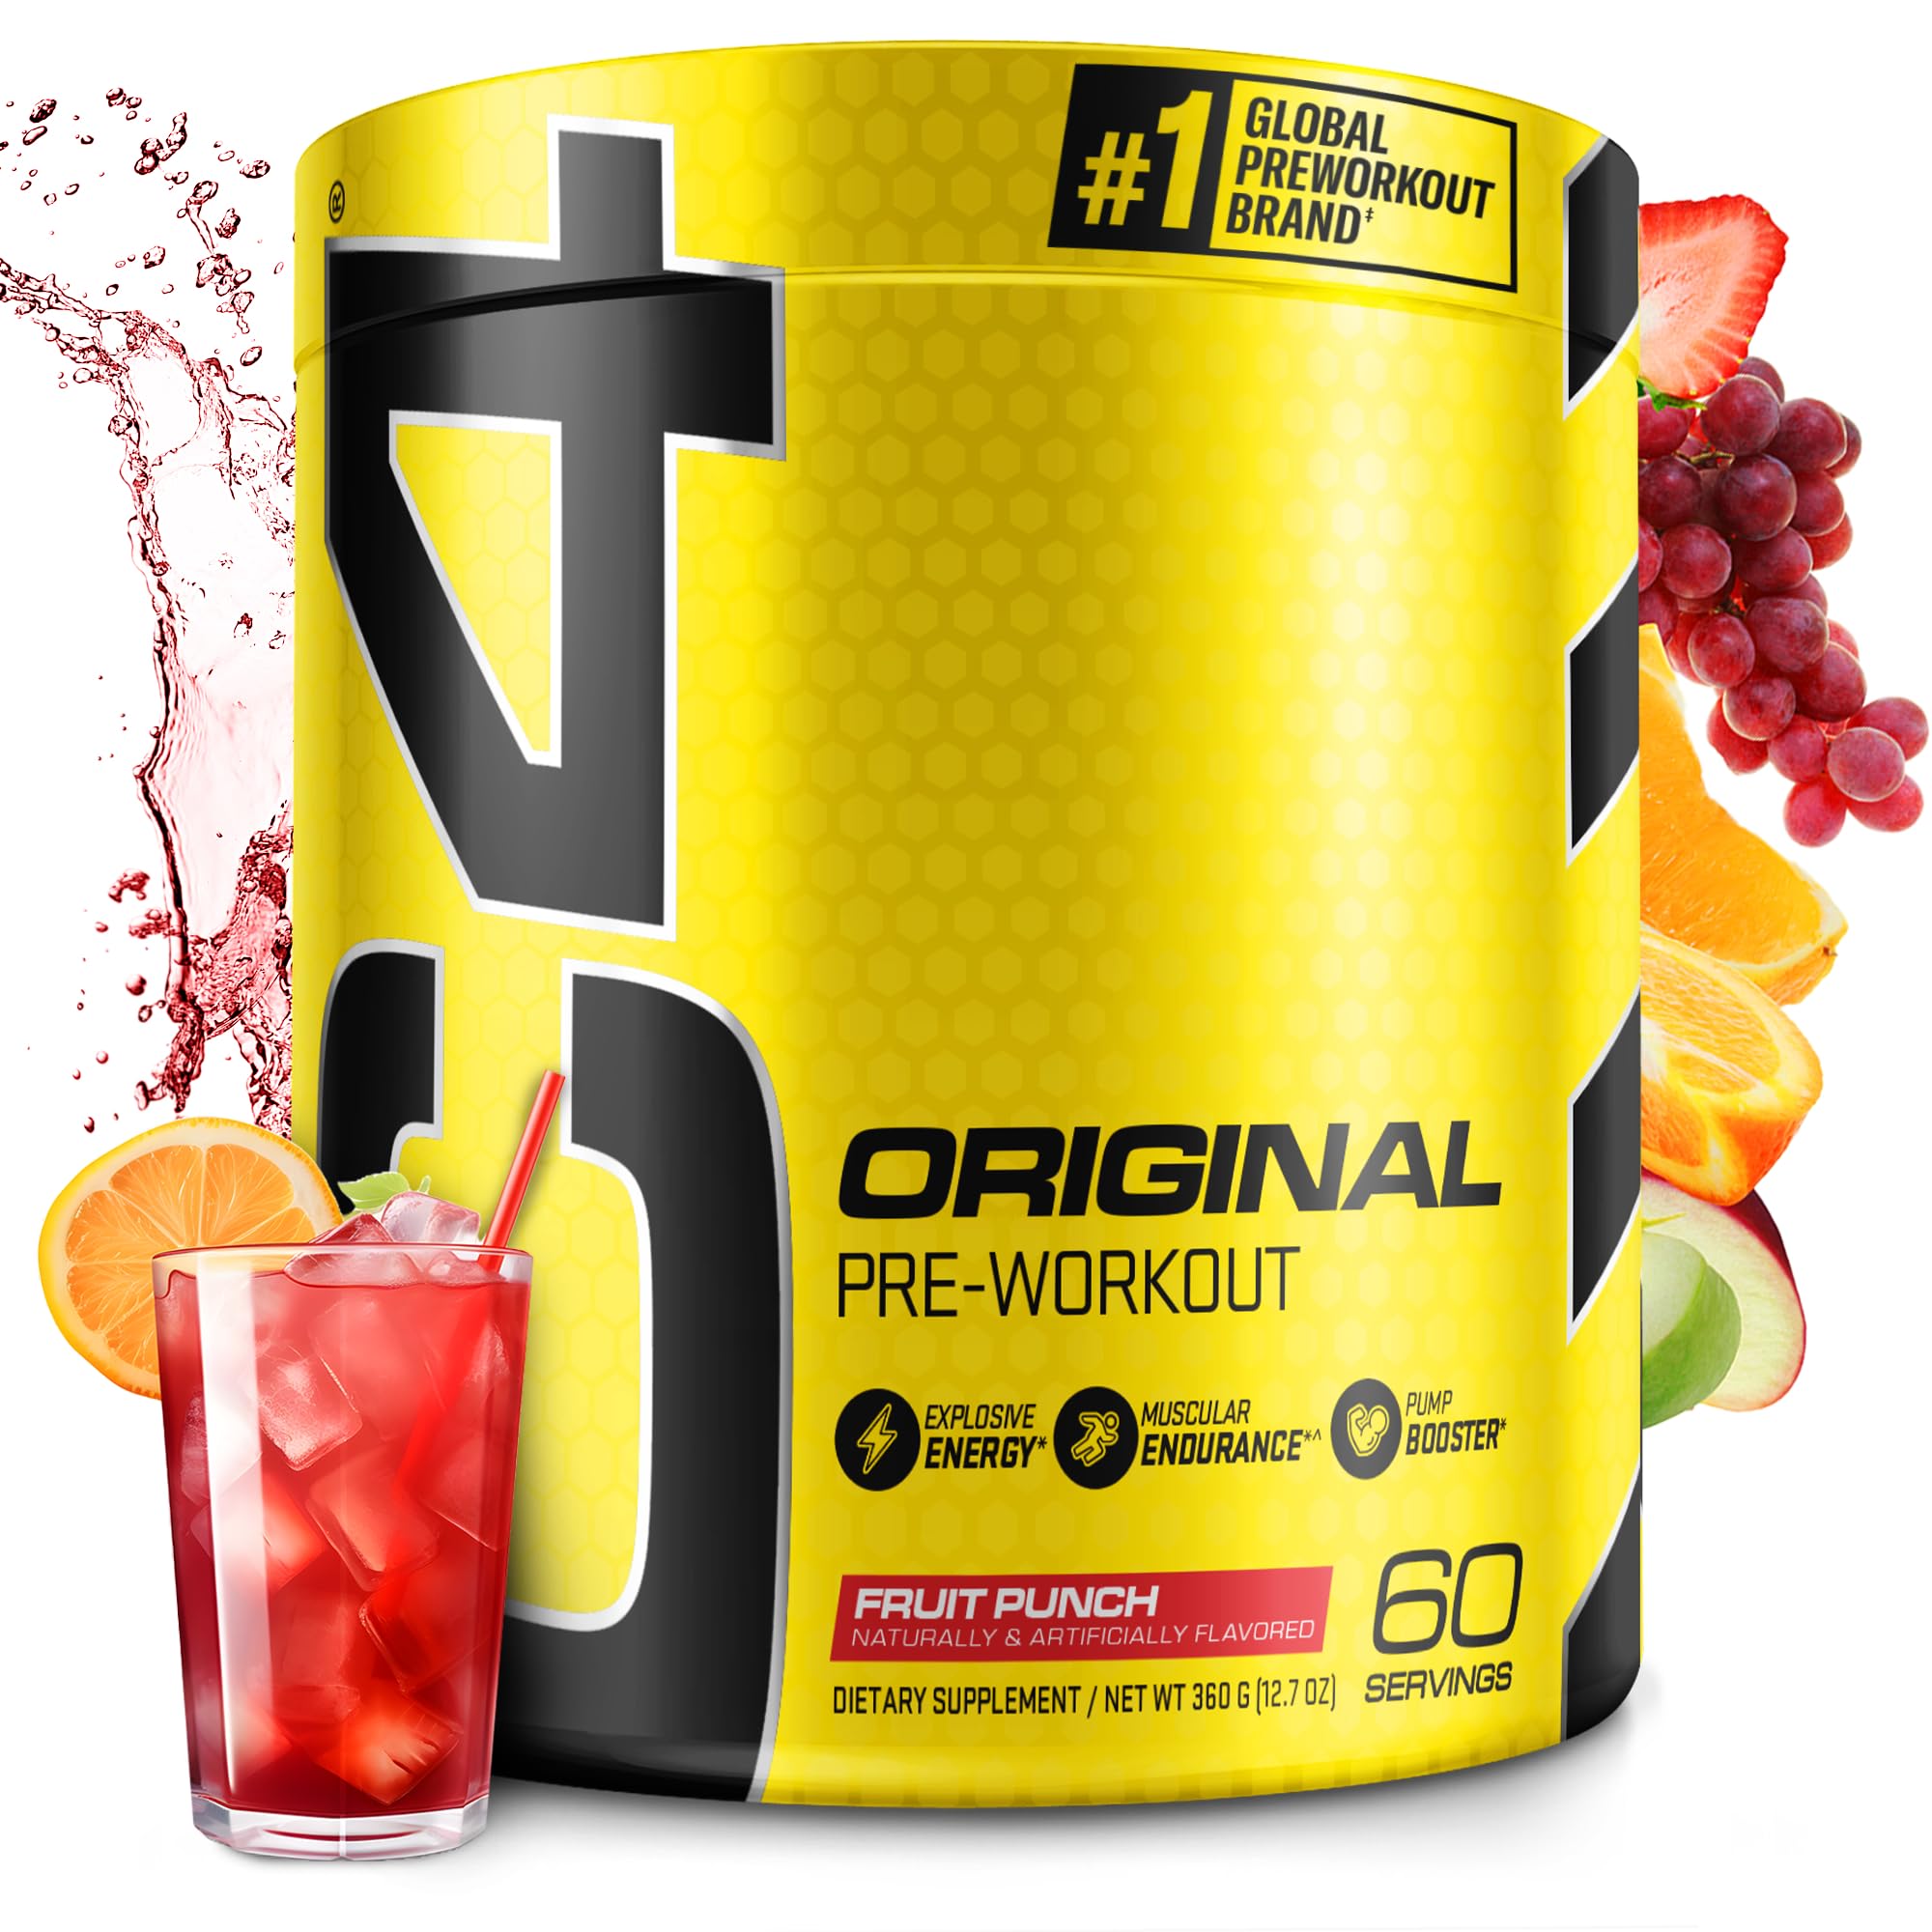 #1
GLOBAL
PREWORKOUT
BRAND‡
®
C4
ORIGINAL
PRE-WORKOUT
EXPLOSIVE
ENERGY*
MUSCULAR
ENDURANCE*^
PUMP
BOOSTER*
FRUIT PUNCH
NATURALLY & ARTIFICIALLY FLAVORED
60
SERVINGS
DIETARY SUPPLEMENT / NET WT 360 G (12.7 OZ)